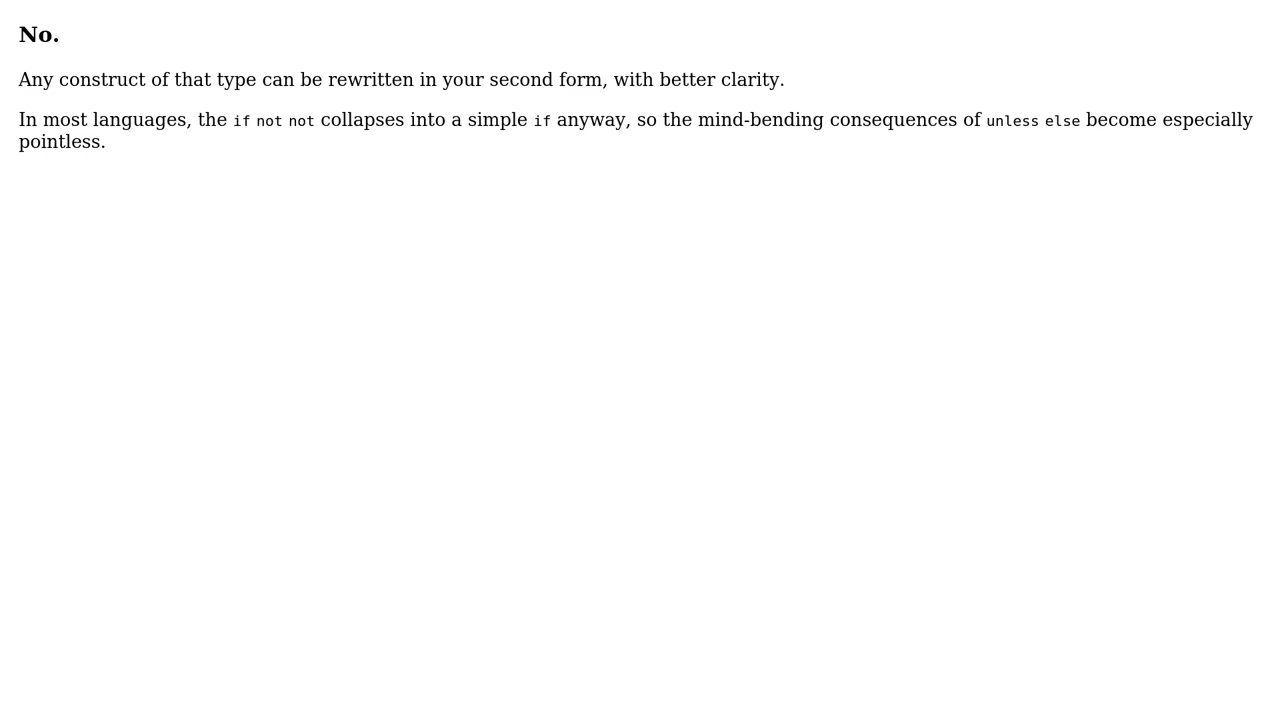 No.
Any construct of that type can be rewritten in your second form, with better clarity.
In most languages, the if not not collapses into a simple if anyway, so the mind-bending consequences of unless else become especially
pointless.